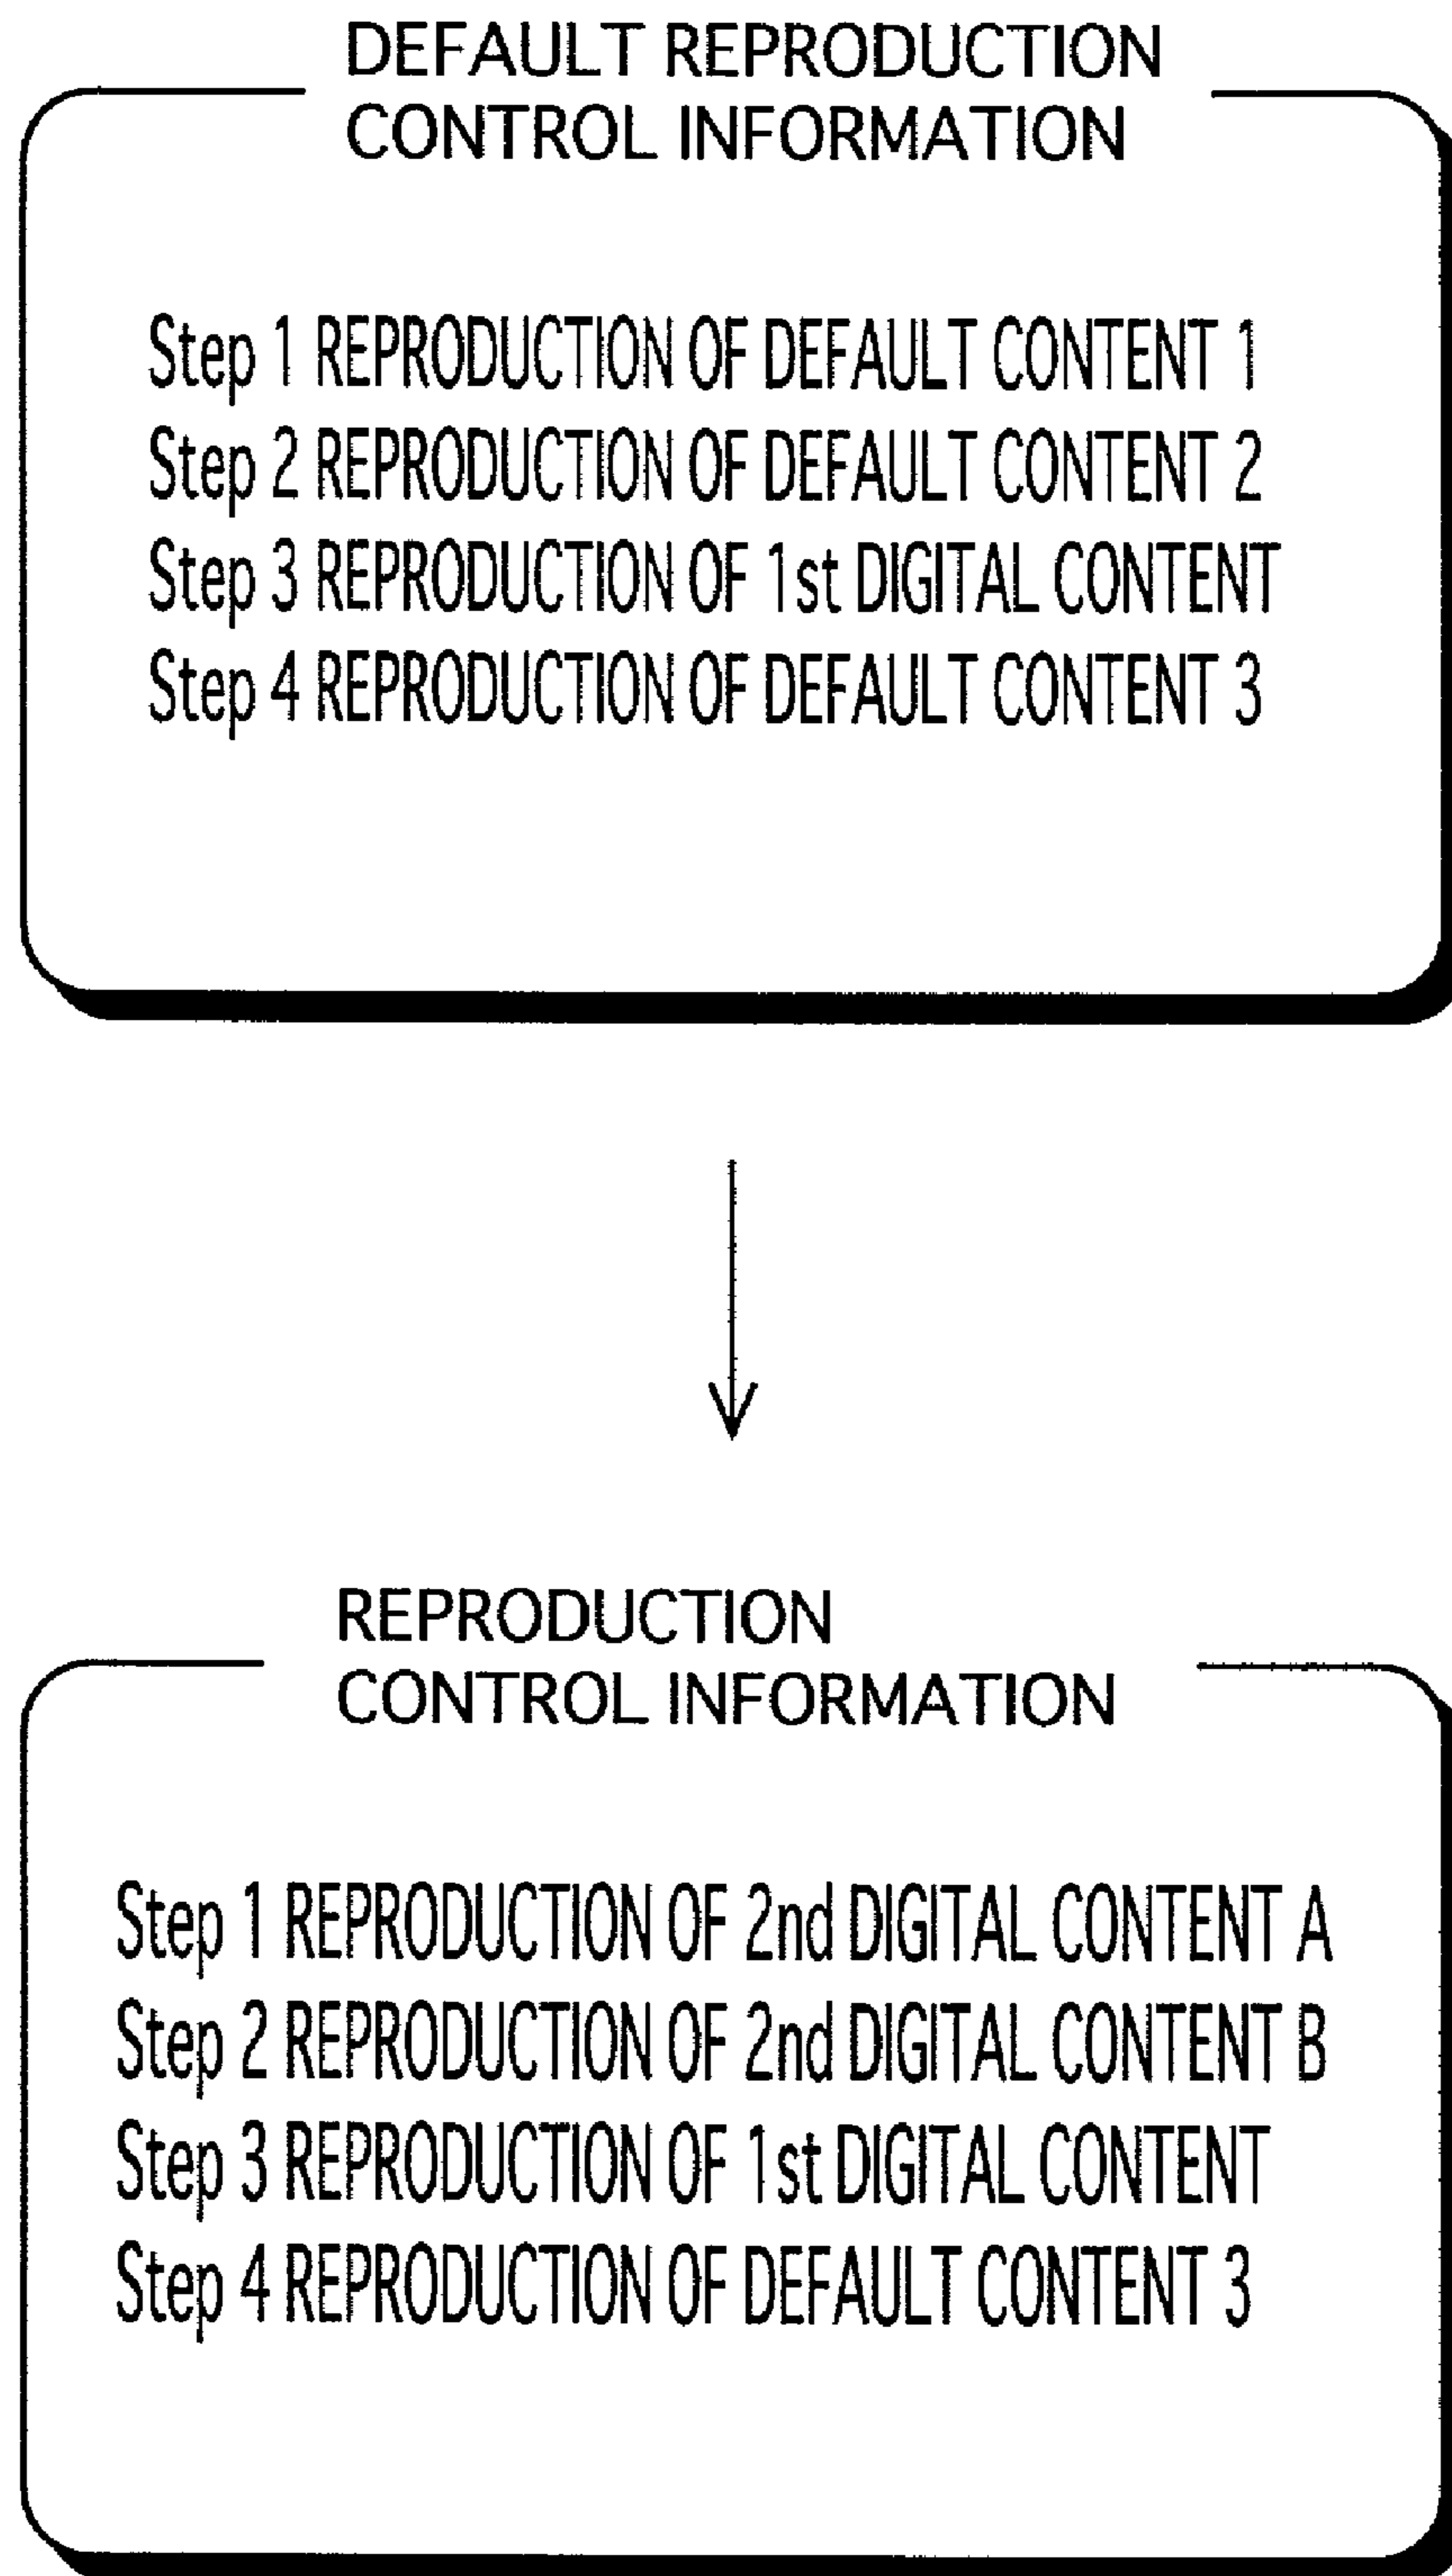 DEFAULT REPRODUCTION
CONTROL INFORMATION
Step 1 REPRODUCTION OF DEFAULT CONTENT 1
Step 2 REPRODUCTION OF DEFAULT CONTENT 2
Step 3 REPRODUCTION OF 1st DIGITAL CONTENT
Step 4 REPRODUCTION OF DEFAULT CONTENT 3
REPRODUCTION
CONTROL INFORMATION
Step 1 REPRODUCTION OF 2nd DIGITAL CONTENT A
Step 2 REPRODUCTION OF 2nd DIGITAL CONTENT B
Step 3 REPRODUCTION OF 1st DIGITAL CONTENT
Step 4 REPRODUCTION OF DEFAULT CONTENT 3